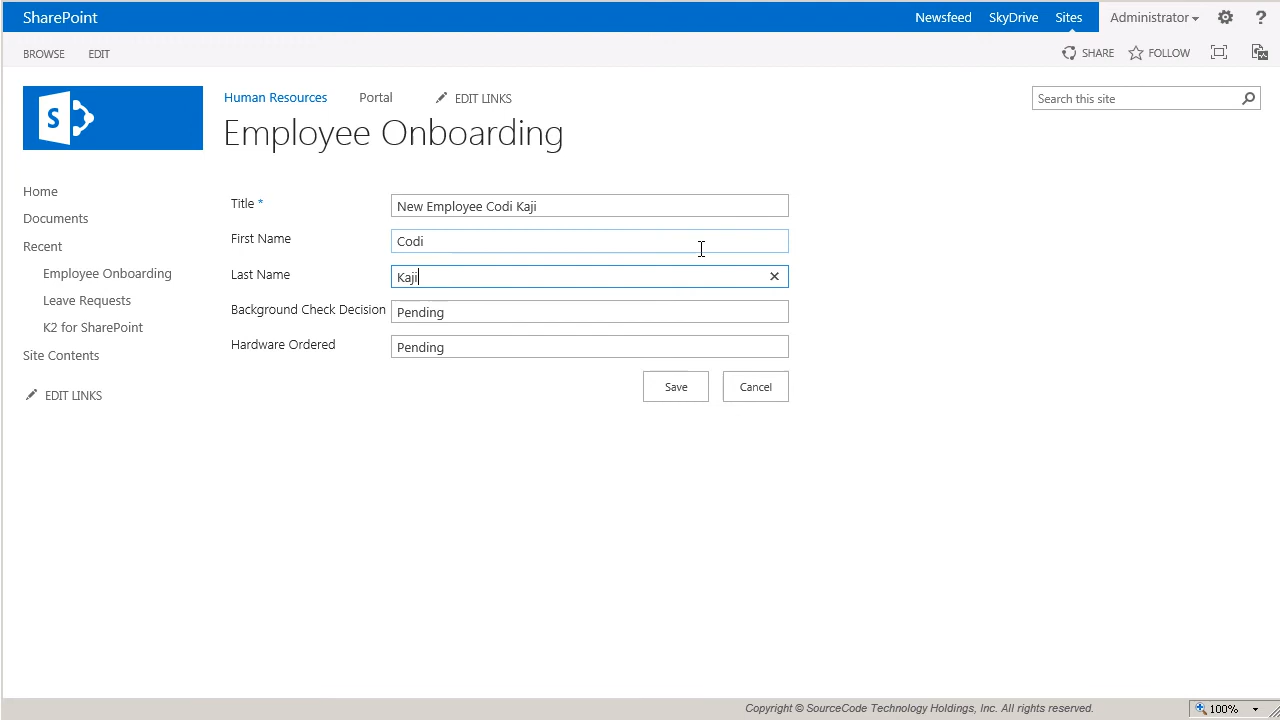 SharePoint
Newsfeed SkyDrive Sites Administrator ?
BROWSE EDIT
SHARE FOLLOW
S
Human Resources Portal EDIT LINKS
Search this site
Employee Onboarding
Home
Documents
Recent
Employee Onboarding
Leave Requests
K2 for SharePoint
Site Contents
EDIT LINKS
Title * New Employee Codi Kaji
First Name Codi
Last Name Kaji
Background Check Decision Pending
Hardware Ordered Pending
Save Cancel
Copyright © SourceCode Technology Holdings, Inc. All rights reserved.
100%